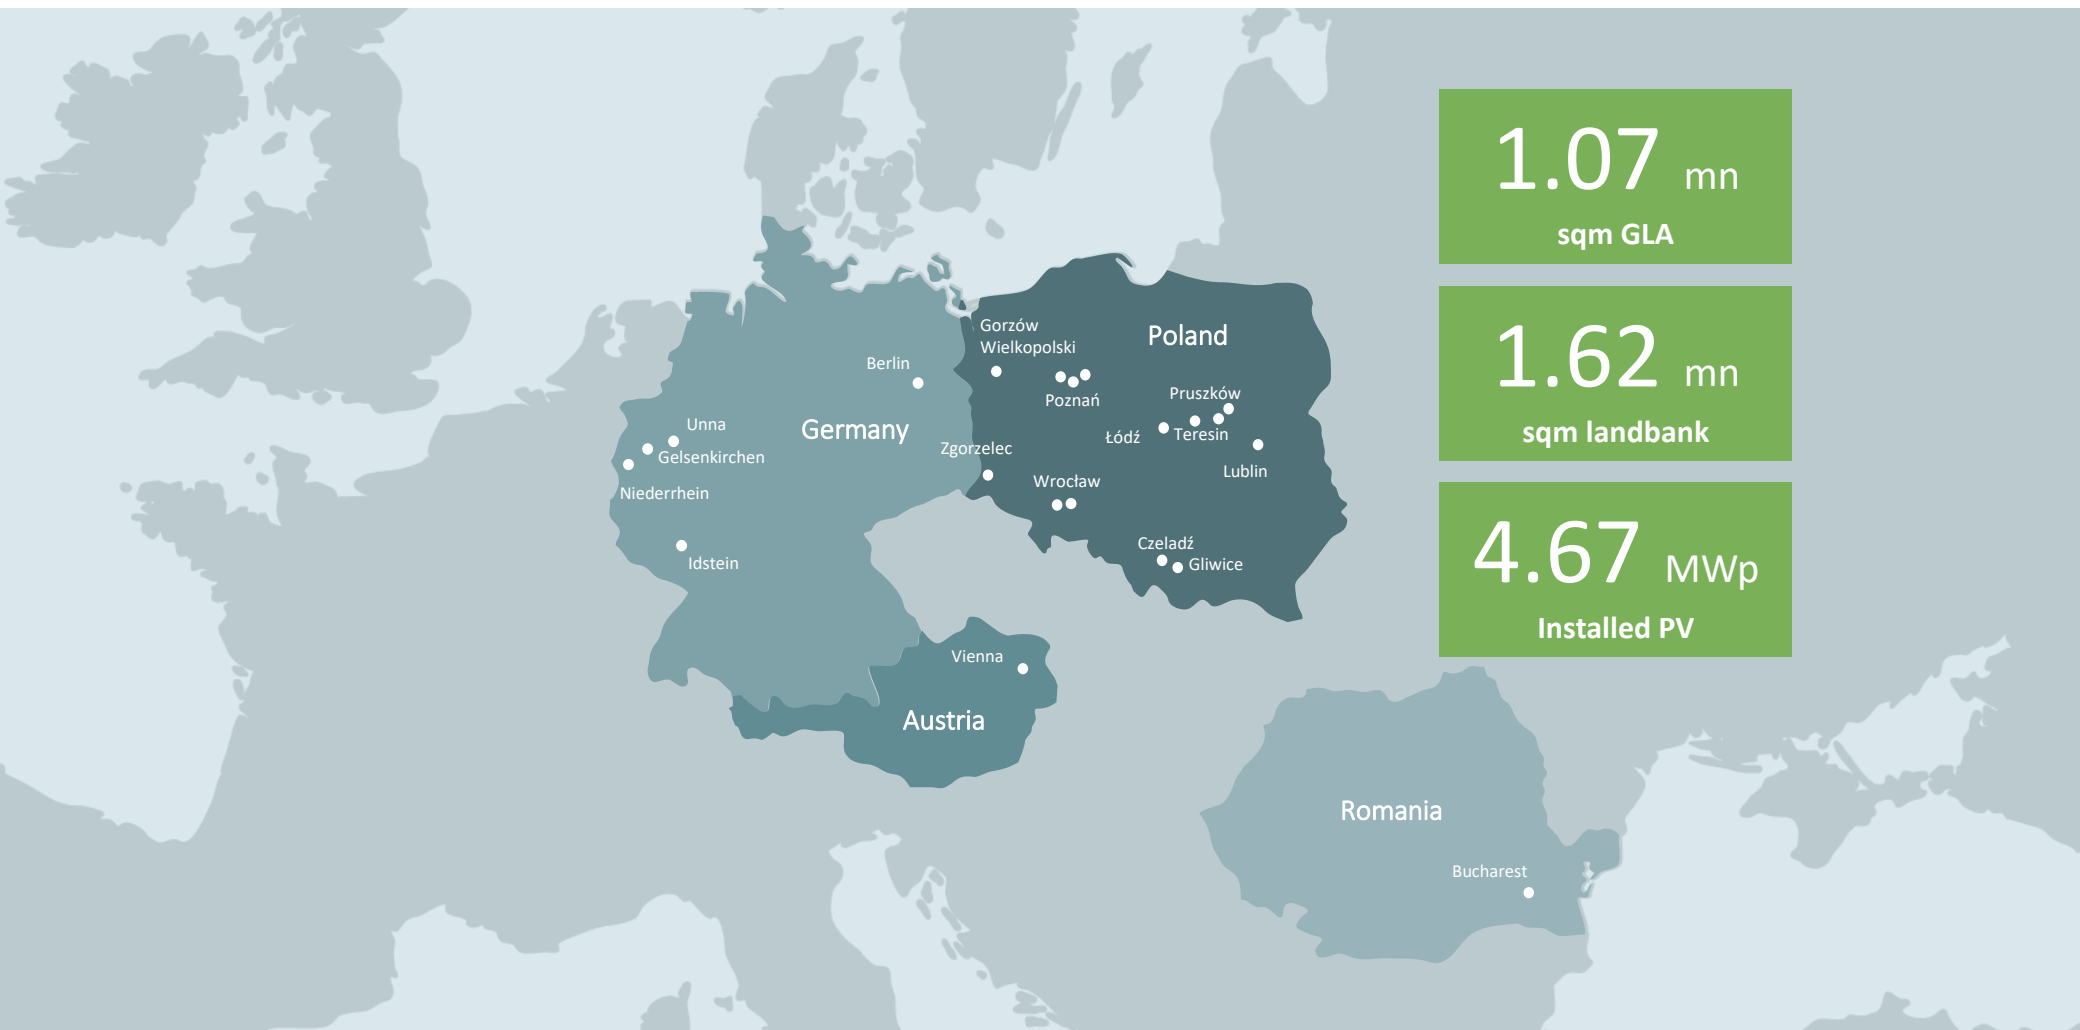 1.07 mn
sqm GLA
1.62 mn
sqm landbank
4.67 MWp
Installed PV
Poland
Gorzów
Wielkopolski
Poznań
Pruszków
Teresin
Łódź
Lublin
Zgorzelec
Wrocław
Czeladź
Gliwice
Germany
Berlin
Unna
Gelsenkirchen
Niederrhein
Idstein
Vienna
Austria
Romania
Bucharest